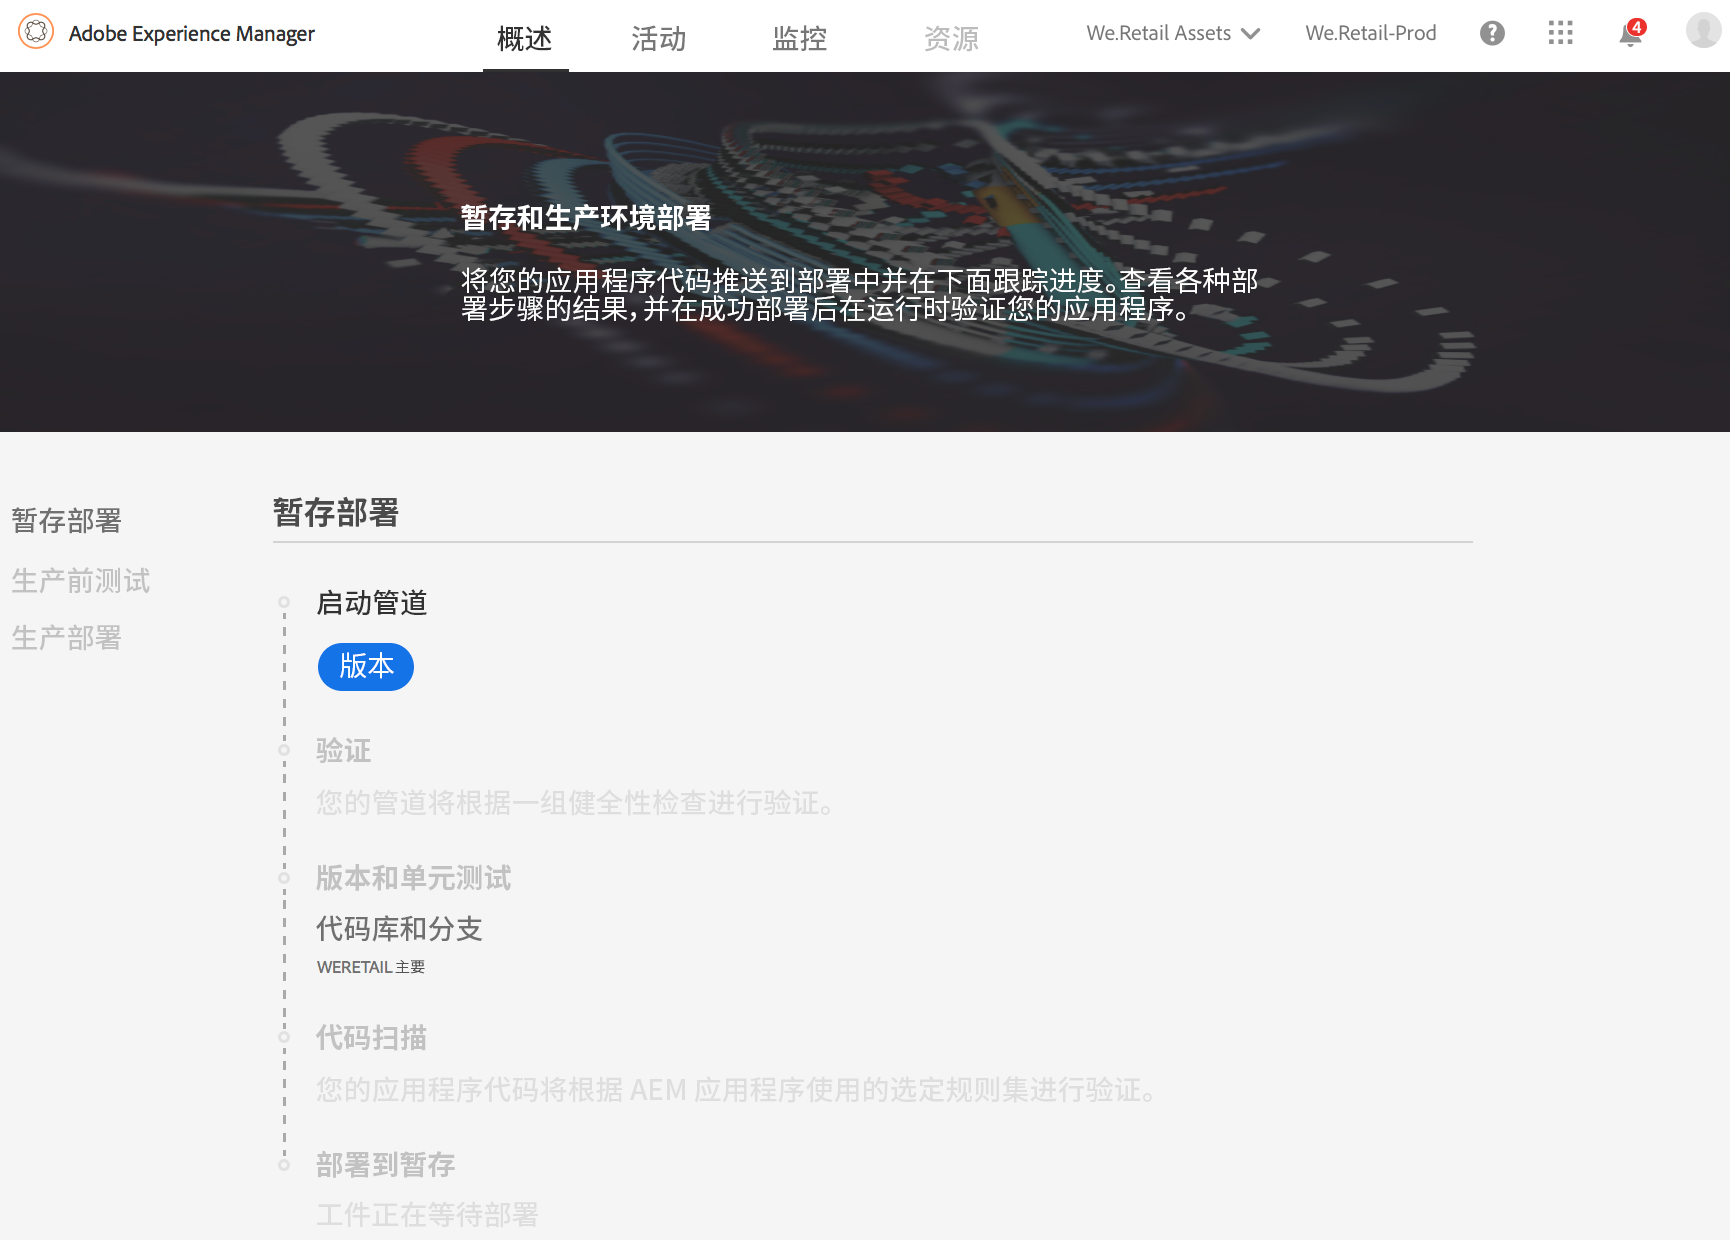 Adobe Experience Manager
概述
活动
监控
资源
We.Retail Assets
We.Retail-Prod
?
4
暂存和生产环境部署
将您的应用程序代码推送到部署中并在下面跟踪进度。查看各种部
署步骤的结果，并在成功部署后在运行时验证您的应用程序。
暂存部署
生产前测试
生产部署
暂存部署
启动管道
版本
验证
您的管道将根据一组健全性检查进行验证。
版本和单元测试
代码库和分支
WERETAIL 主要
代码扫描
您的应用程序代码将根据 AEM 应用程序使用的选定规则集进行验证。
部署到暂存
工件正在等待部署